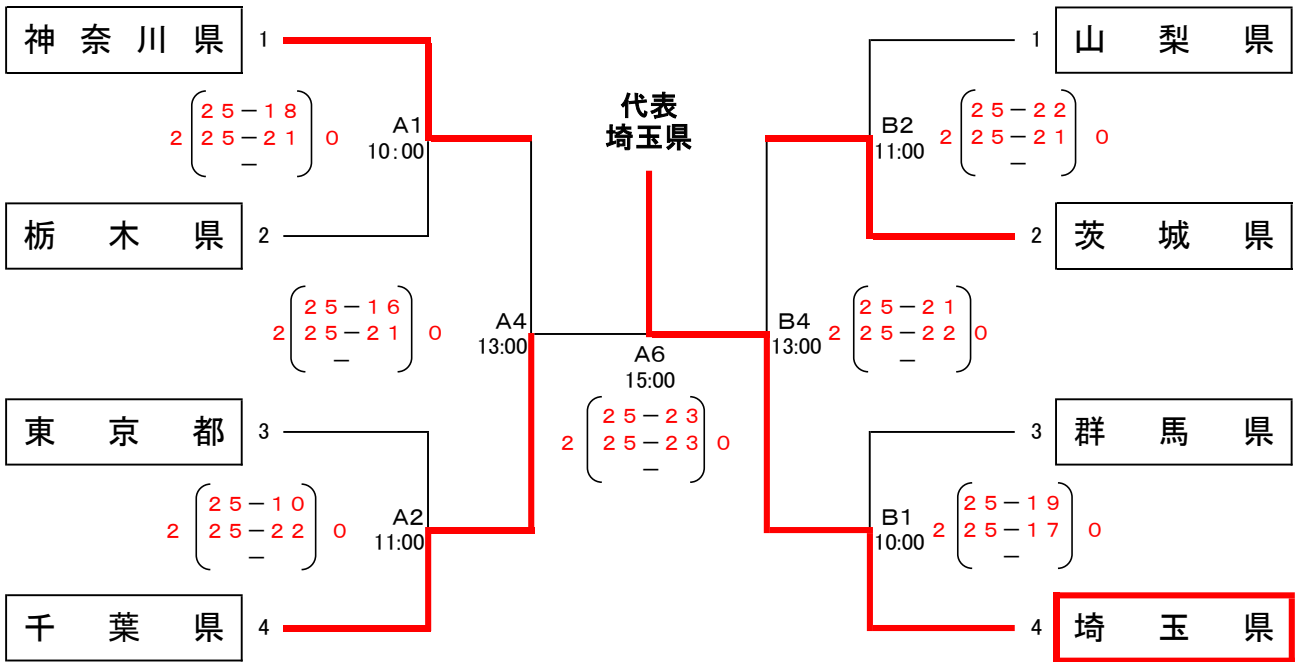 神奈川県 1
1 山梨県
25－18
2 25－21 0
－
A1
10:00
代表
埼玉県
B2
11:00
25－22
2 25－21 0
－
栃木県 2
2 茨城県
25－16
2 25－21 0
－
A4
13:00
A6
15:00
B4
13:00
25－21
2 25－22 0
－
東京都 3
25－23
2 25－23 0
－
3 群馬県
25－10
2 25－22 0
－
A2
11:00
B1
10:00
25－19
2 25－17 0
－
千葉県 4
4 埼玉県